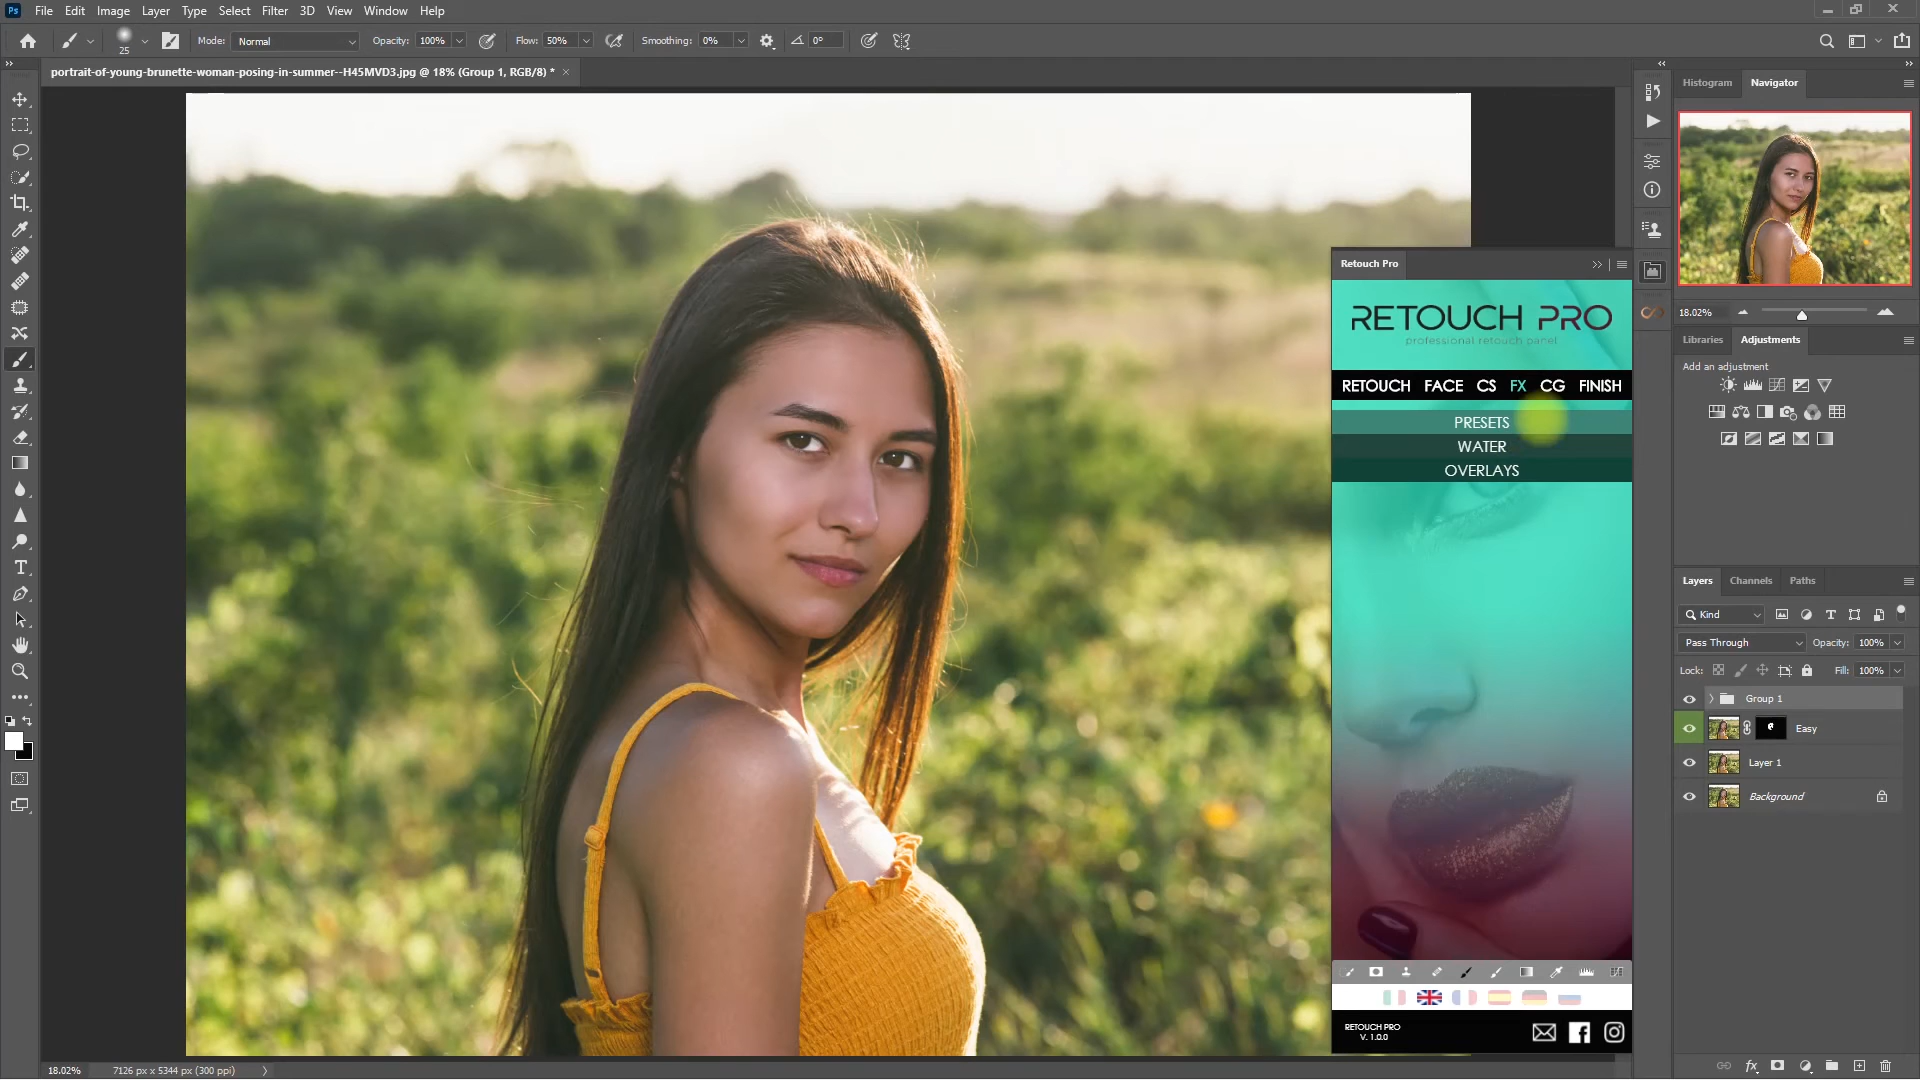 Ps File Edit Image Layer Type Select Filter 3D View Window Help
25 Mode: Normal Opacity: 100% Flow: 50% Smoothing: 0% 0°
portrait-of-young-brunette-woman-posing-in-summer--H45MVD3.jpg @ 18% (Group 1, RGB/8) *
Histogram Navigator
18.02%
Libraries Adjustments
Add an adjustment
Retouch Pro
RETOUCH PRO
professional retouch panel
RETOUCH FACE CS FX CG FINISH
PRESETS
WATER
OVERLAYS
RETOUCH PRO
V. 1.0.0
Layers Channels Paths
Kind
Pass Through Opacity: 100%
Lock: Fill: 100%
Group 1
Easy
Layer 1
Background
18.02% 7126 px x 5344 px (300 ppi)